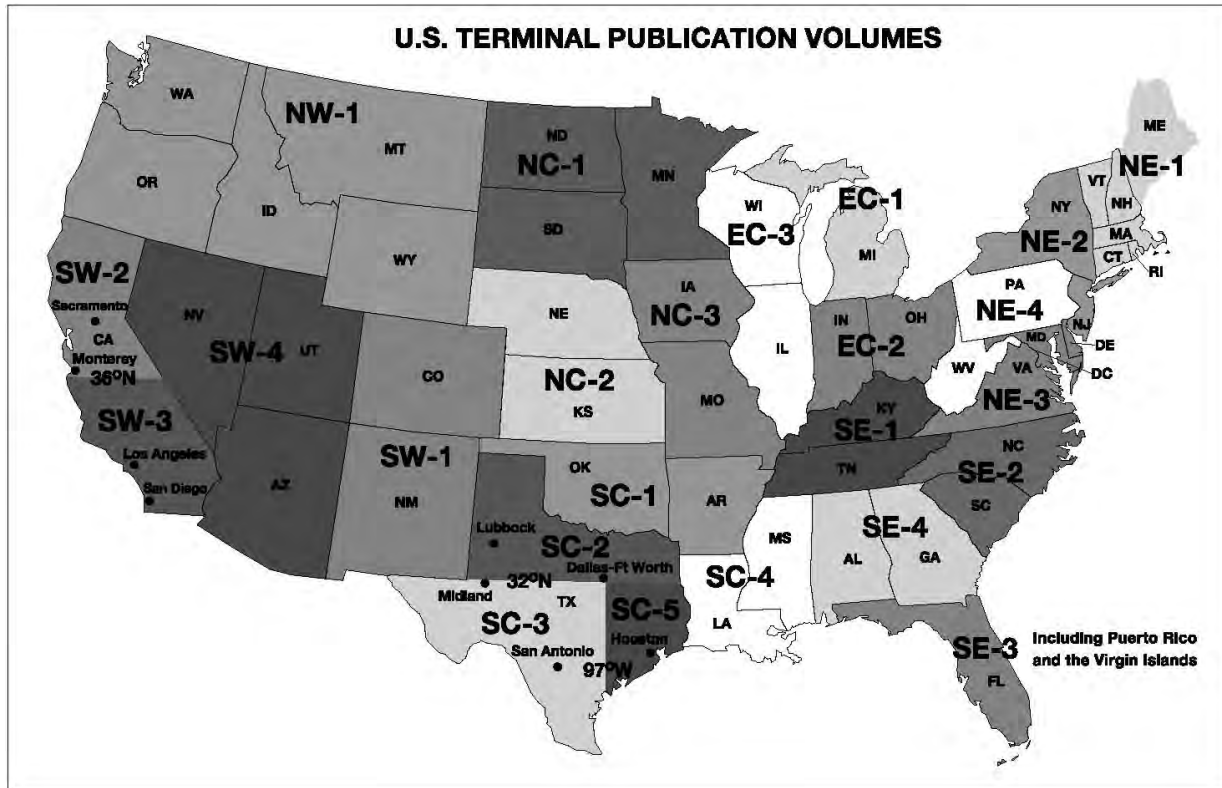 U.S. TERMINAL PUBLICATION VOLUMES
WA
NW-1
MT
ND
NC-1
MN
ME
NE-1
VT
NH
NY
MA
NE-2
CT
RI
OR
ID
WY
SD
WI
EC-1
EC-3
MI
SW-2
Sacramento
CA
Monterey
36ºN
NV
SW-4
UT
CO
NE
IA
NC-3
IL
IN
OH
EC-2
PA
NE-4
NJ
MD
DE
DC
WV
VA
NE-3
NC-2
KS
MO
KY
SE-1
SW-3
Los Angeles
San Diego
AZ
SW-1
NM
OK
SC-1
AR
TN
NC
SE-2
SC
Lubbock
SC-2
Dallas-Ft Worth
Midland
32ºN
TX
SC-3
San Antonio
SC-5
Houston
97ºW
MS
SC-4
LA
SE-4
AL
GA
SE-3
FL
Including Puerto Rico
and the Virgin Islands